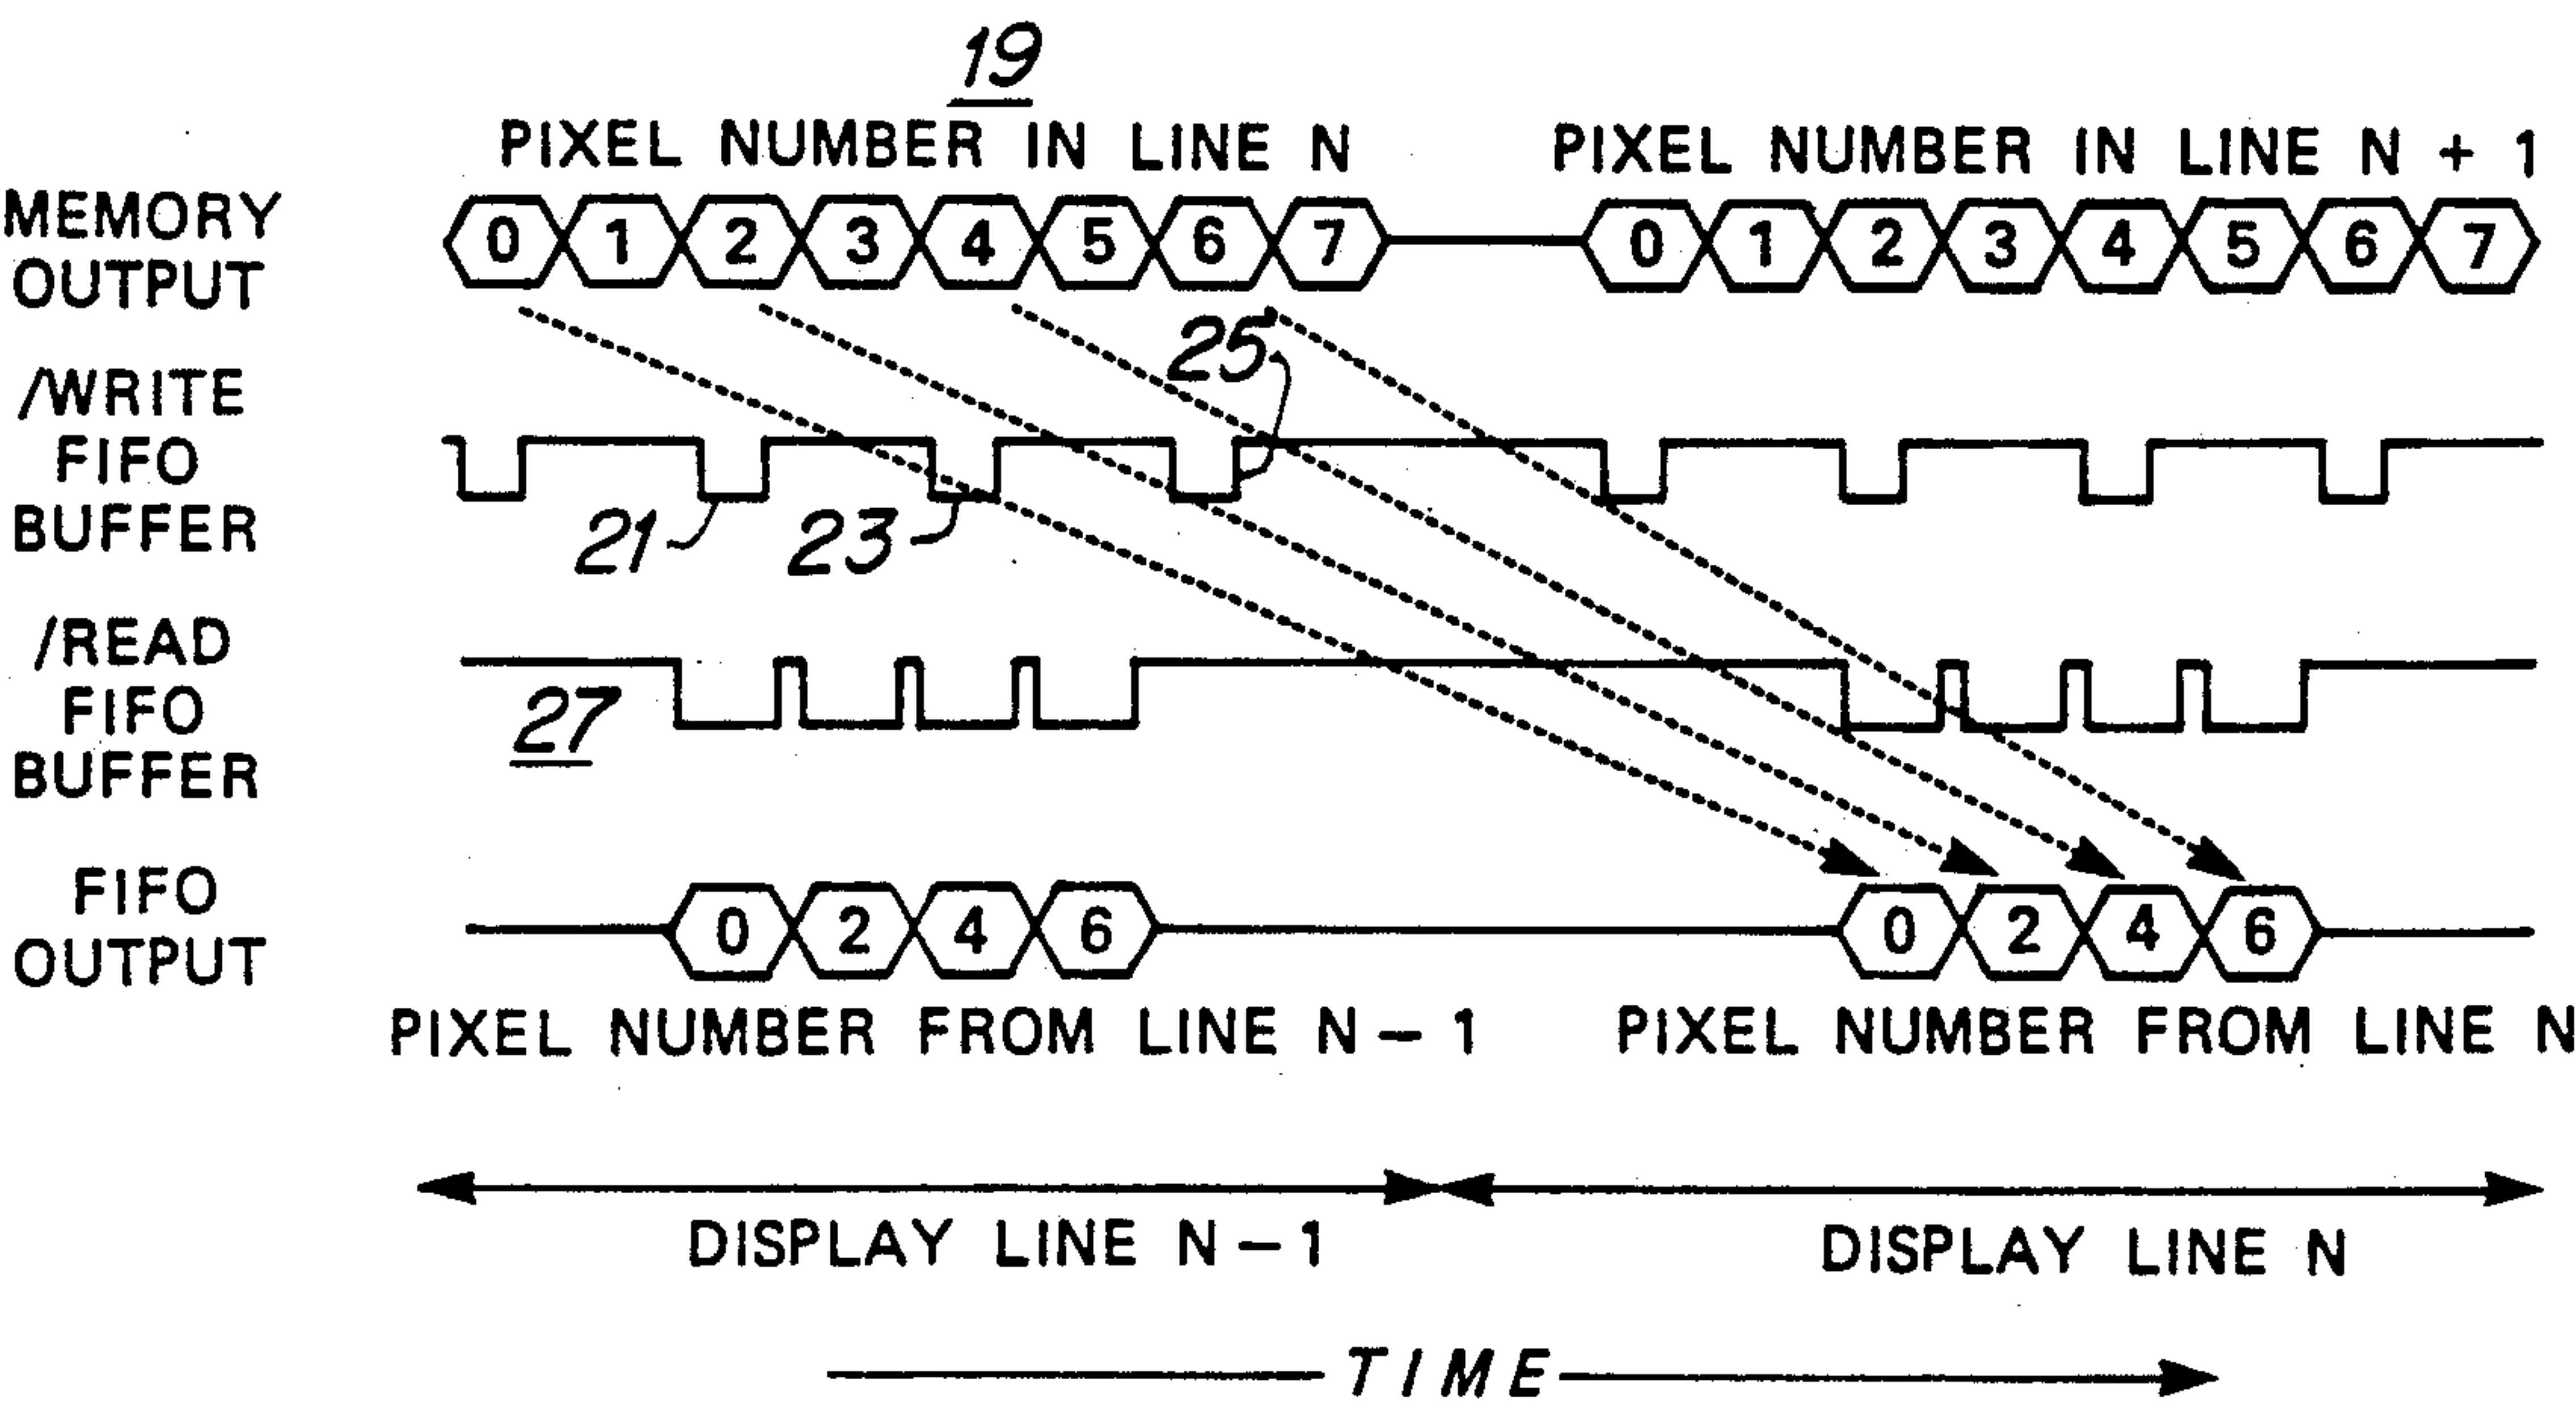 19
PIXEL NUMBER IN LINE N
PIXEL NUMBER IN LINE N + 1
MEMORY
OUTPUT
0 1 2 3 4 5 6 7
0 1 2 3 4 5 6 7
/WRITE
FIFO
BUFFER
25
21
23
/READ
FIFO
BUFFER
27
FIFO
OUTPUT
0 2 4 6
0 2 4 6
PIXEL NUMBER FROM LINE N – 1
PIXEL NUMBER FROM LINE N
DISPLAY LINE N – 1
DISPLAY LINE N
TIME